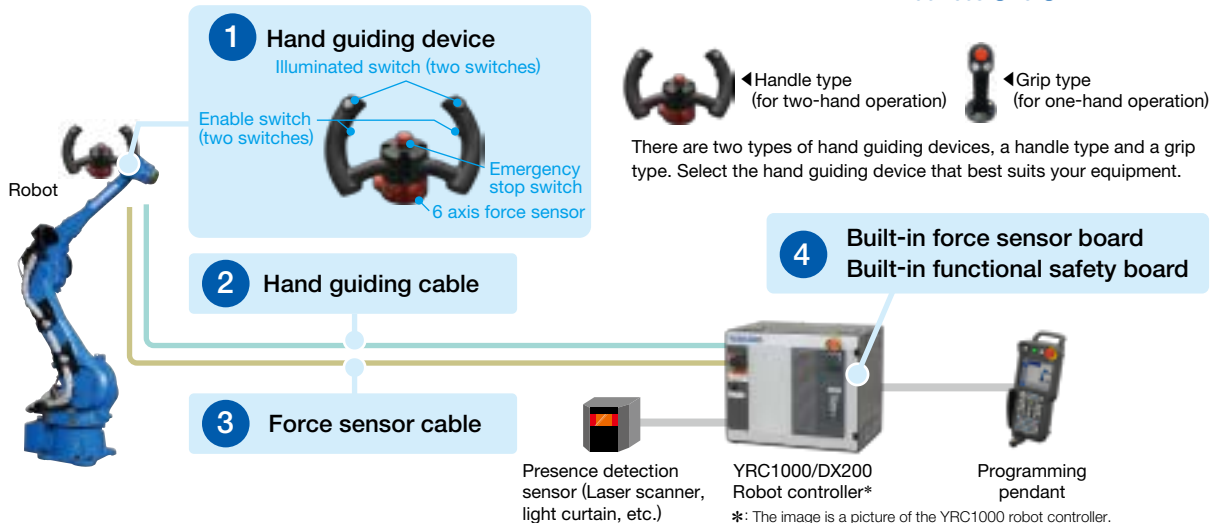 1 Hand guiding device
Illuminated switch (two switches)
Enable switch
(two switches)
Emergency
stop switch
6 axis force sensor
Robot
◀Handle type
(for two-hand operation)
◀Grip type
(for one-hand operation)
There are two types of hand guiding devices, a handle type and a grip
type. Select the hand guiding device that best suits your equipment.
2 Hand guiding cable
3 Force sensor cable
4 Built-in force sensor board
Built-in functional safety board
Presence detection
sensor (Laser scanner,
light curtain, etc.)
YRC1000/DX200
Robot controller*
Programming
pendant
*: The image is a picture of the YRC1000 robot controller.